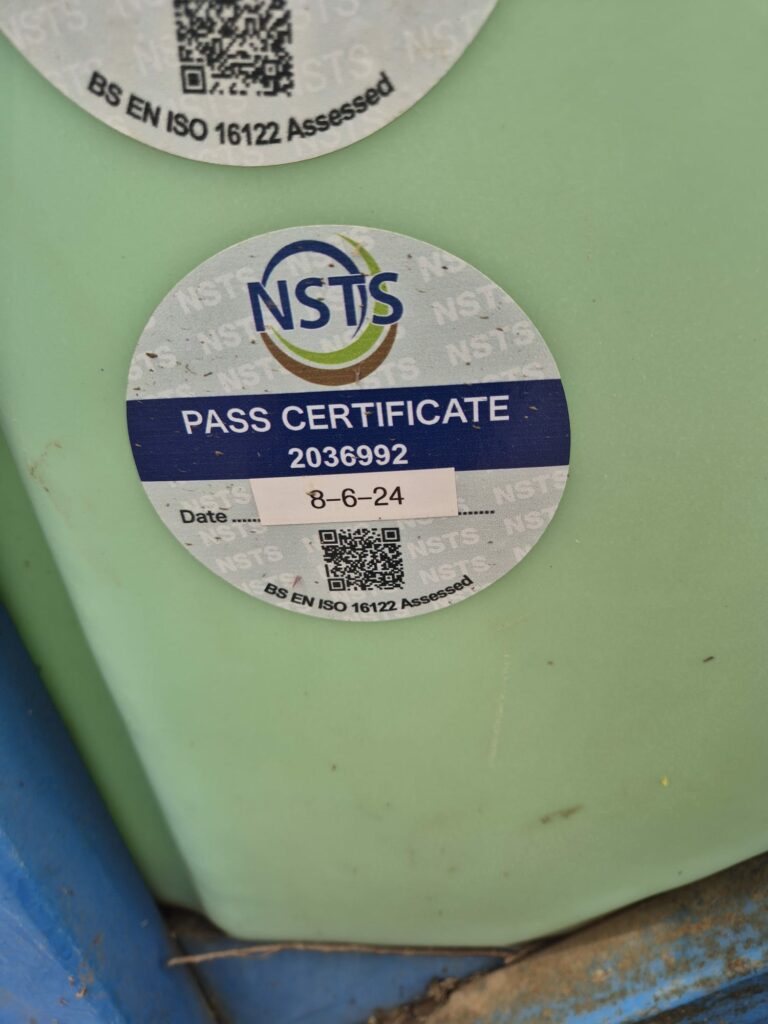 BS EN ISO 16122 Assessed
NSTS
PASS CERTIFICATE
2036992
Date ..... 8-6-24 .....
BS EN ISO 16122 Assessed